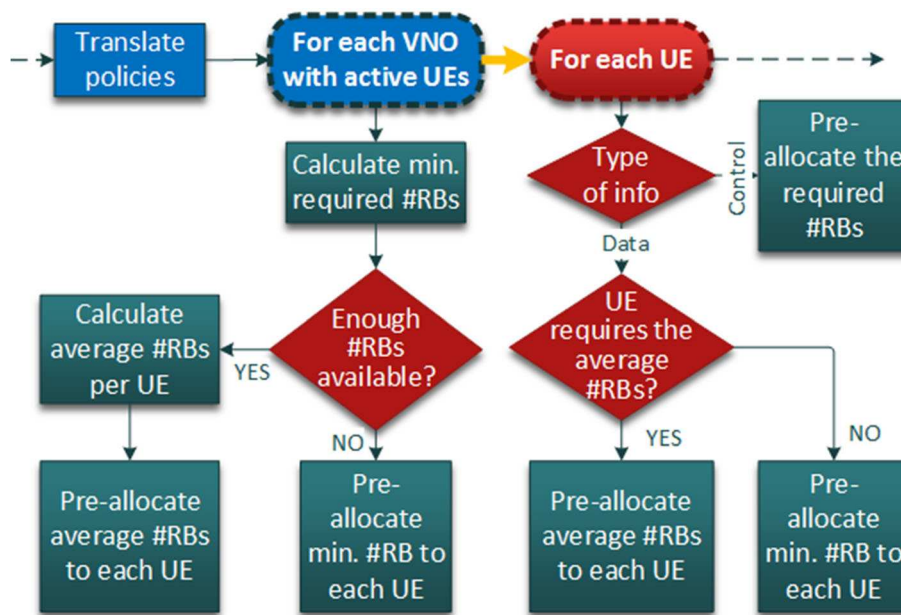 Translate
policies
For each VNO
with active UEs
For each UE
Calculate min.
required #RBs
Type
of info
Control
Pre-
allocate the
required
#RBs
Data
Calculate
average #RBs
per UE
YES
Enough
#RBs
available?
UE
requires the
average
#RBs?
NO
YES
NO
Pre-allocate
average #RBs
to each UE
Pre-
allocate
min. #RB to
each UE
Pre-allocate
average #RBs
to each UE
Pre-
allocate
min. #RB to
each UE